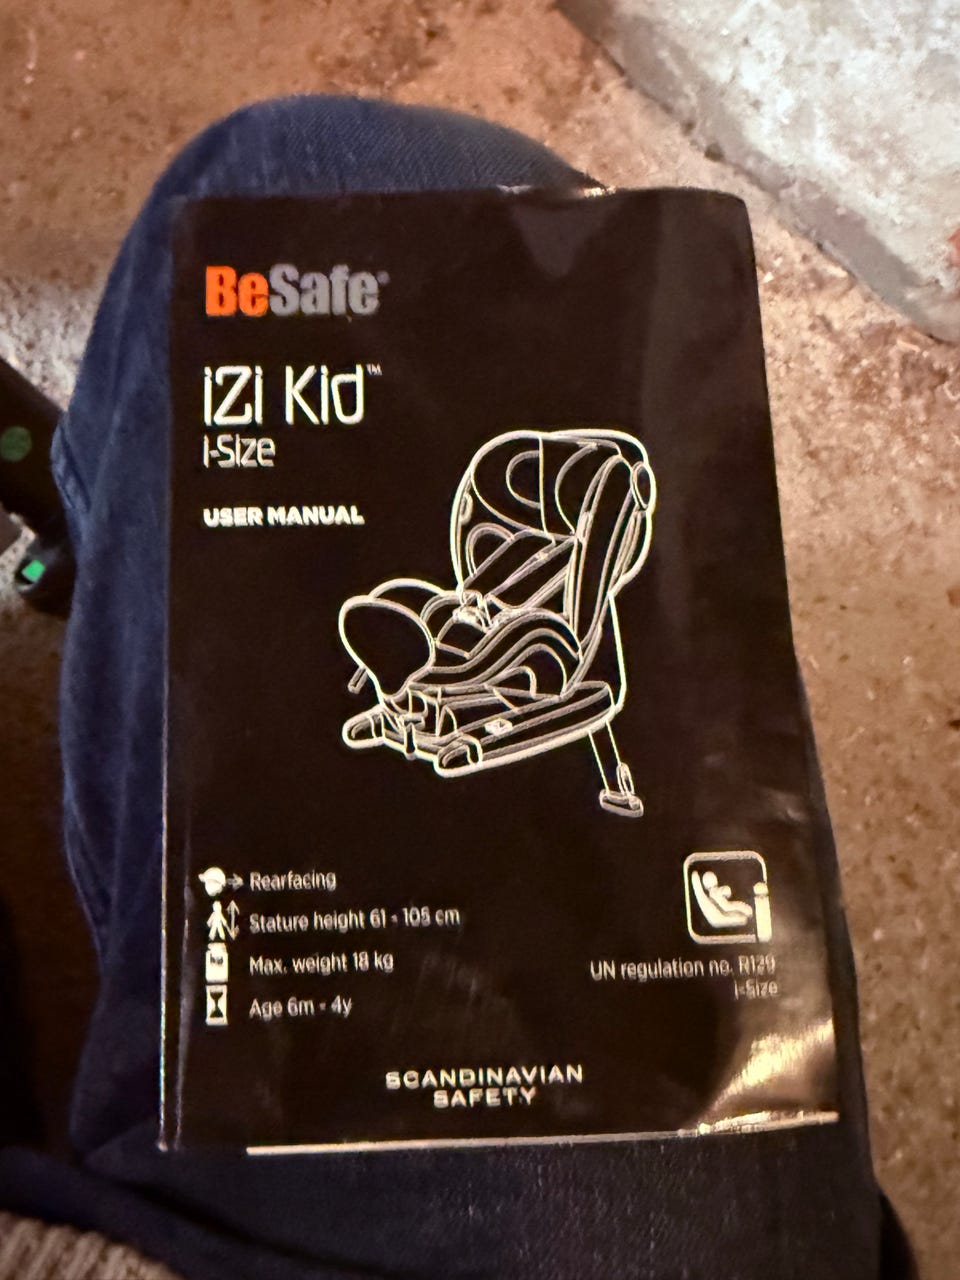 BeSafe®
iZi Kid™
i-Size
USER MANUAL
Rearfacing
Stature height 61 - 105 cm
kg
Max. weight 18 kg
Age 6m - 4y
UN regulation no. R129
i-Size
SCANDINAVIAN
SAFETY